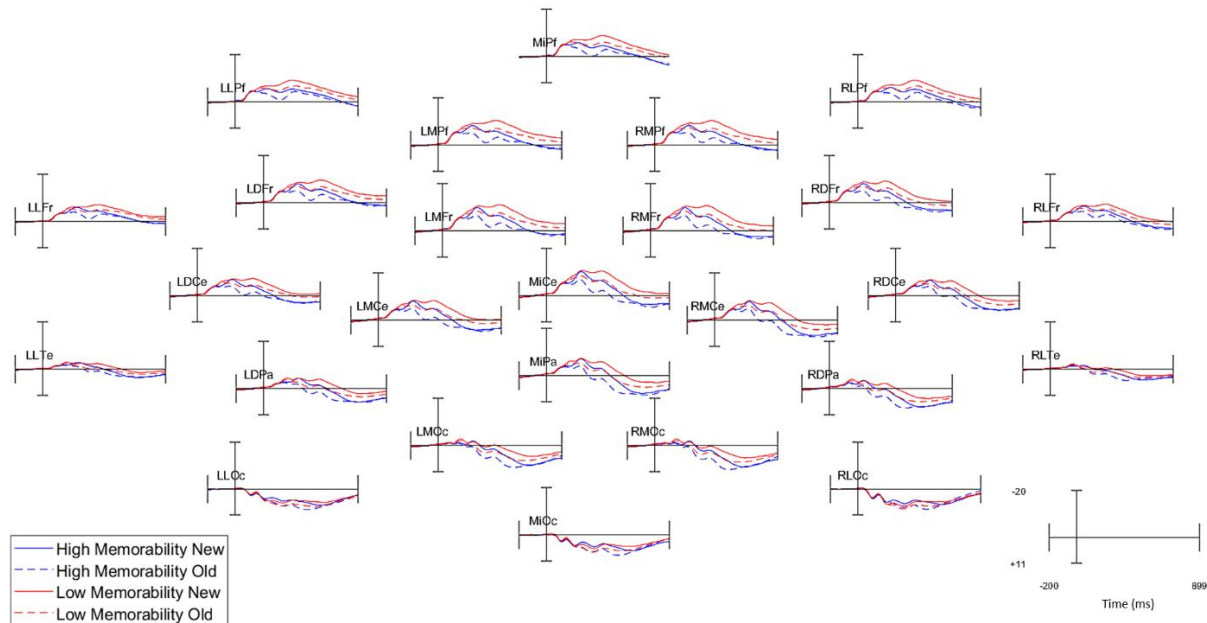 MiPf
LLPf
RLPf
LMPf
RMPf
LDFr
RDFr
LLFr
RLFr
LMFr
RMFr
LDCe
MiCe
RDCe
LMCe
RMCe
LLTe
MiPa
RLTe
LDPa
RDPa
LMOc
RMOc
LLOc
RLOc
MiOc
High Memorability New
High Memorability Old
Low Memorability New
Low Memorability Old
-20
+11
-200
899
Time (ms)